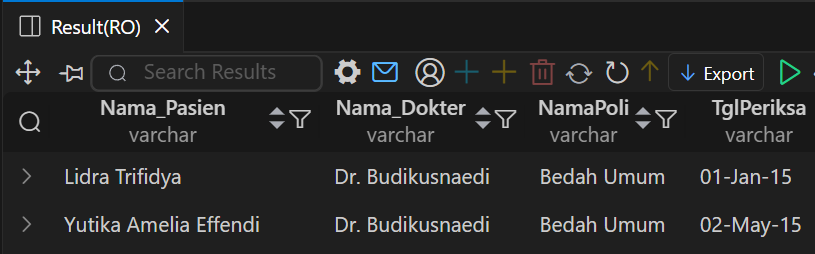 Result(RO)
Search Results
Export
Nama_Pasien Nama_Dokter NamaPoli TglPeriksa
varchar varchar varchar varchar
Lidra Trifidya Dr. Budikusnaedi Bedah Umum 01-Jan-15
Yutika Amelia Effendi Dr. Budikusnaedi Bedah Umum 02-May-15